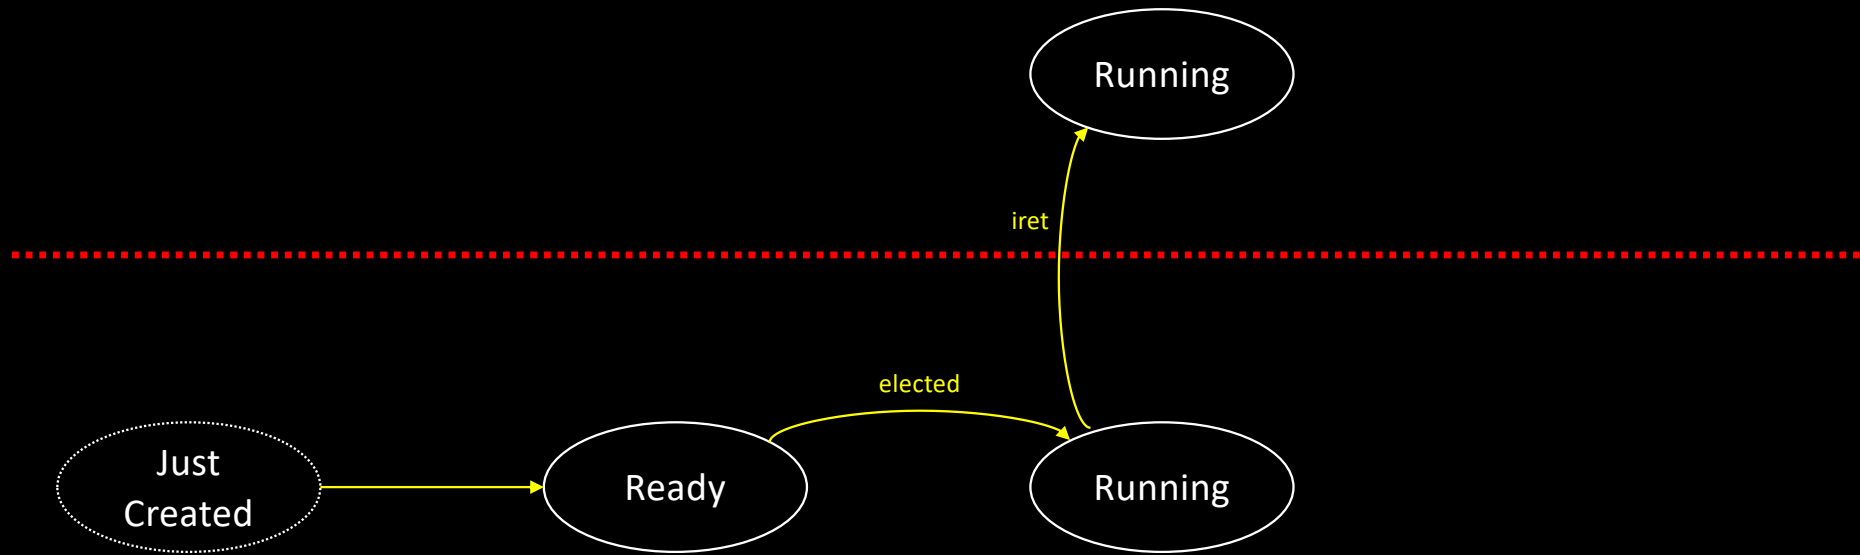 Running
iret
elected
Just
Created
Ready
Running